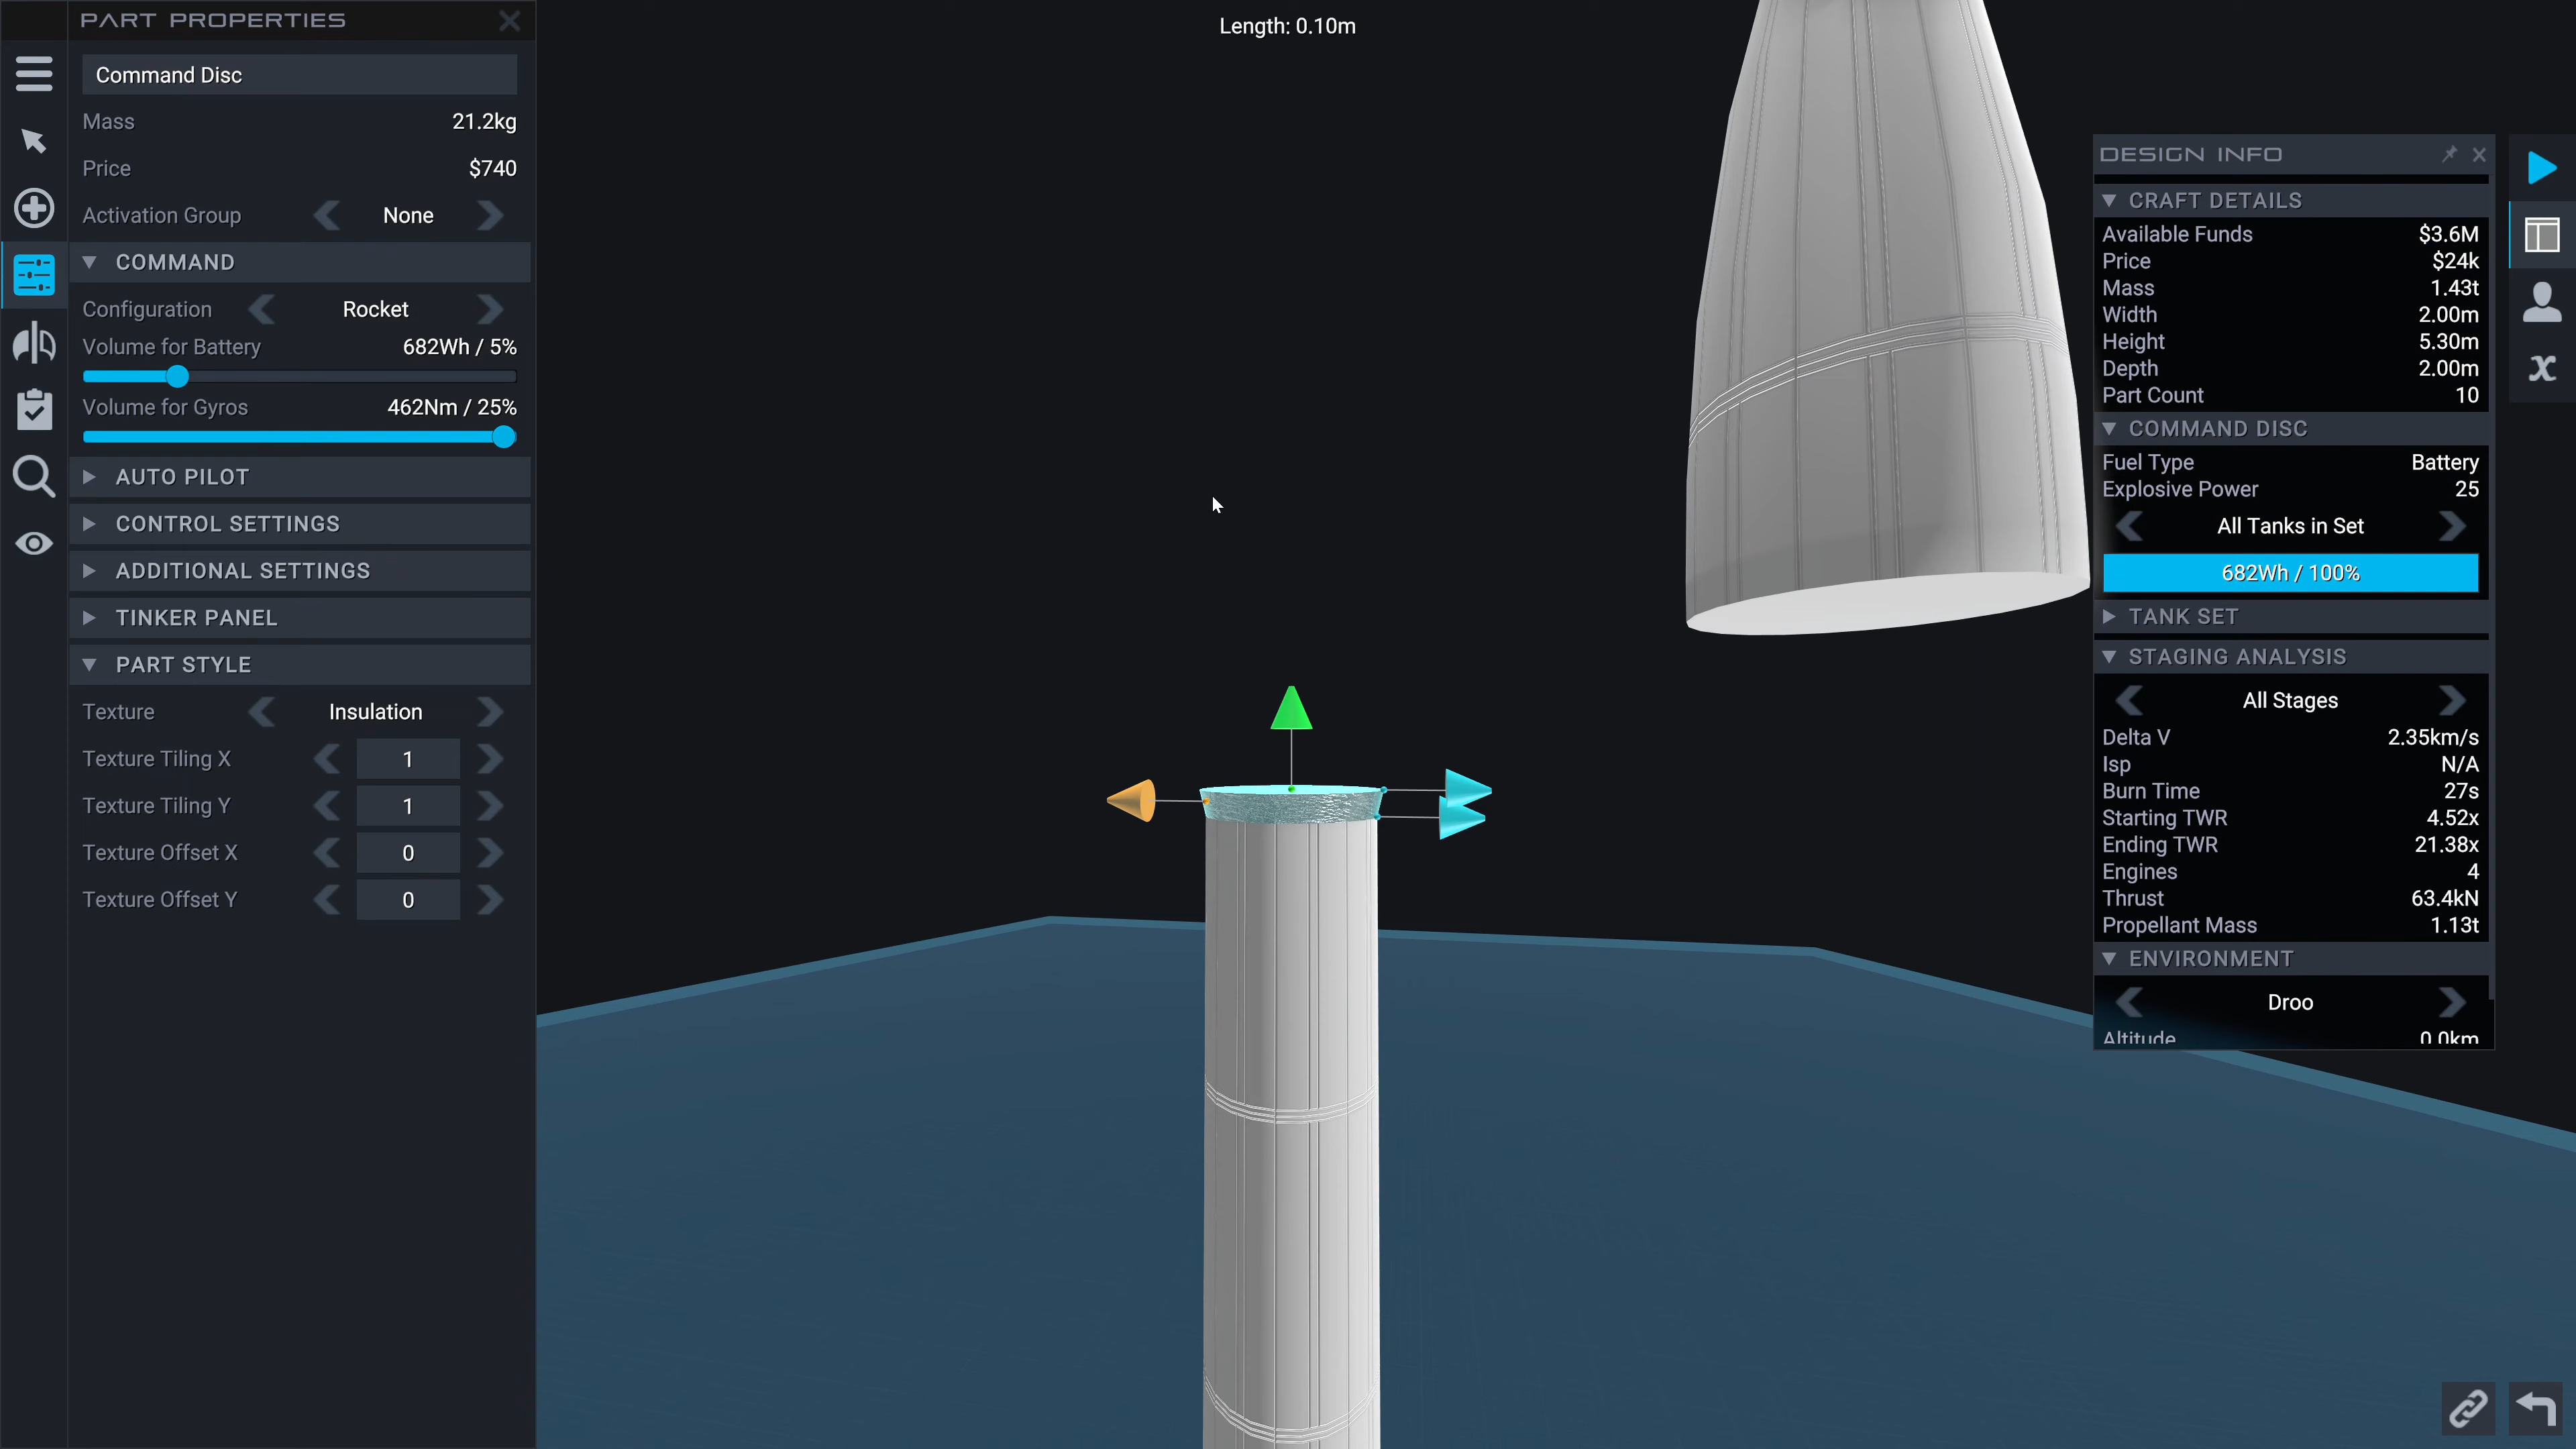 PART PROPERTIES
Command Disc
Mass 21.2kg
Price $740
Activation Group None
COMMAND
Configuration Rocket
Volume for Battery 682Wh / 5%
Volume for Gyros 462Nm / 25%
AUTO PILOT
CONTROL SETTINGS
ADDITIONAL SETTINGS
TINKER PANEL
PART STYLE
Texture Insulation
Texture Tiling X 1
Texture Tiling Y 1
Texture Offset X 0
Texture Offset Y 0
Length: 0.10m
DESIGN INFO
CRAFT DETAILS
Available Funds $3.6M
Price $24k
Mass 1.43t
Width 2.00m
Height 5.30m
Depth 2.00m
Part Count 10
COMMAND DISC
Fuel Type Battery
Explosive Power 25
All Tanks in Set
682Wh / 100%
TANK SET
STAGING ANALYSIS
All Stages
Delta V 2.35km/s
Isp N/A
Burn Time 27s
Starting TWR 4.52x
Ending TWR 21.38x
Engines 4
Thrust 63.4kN
Propellant Mass 1.13t
ENVIRONMENT
Droo
Altitude 0.0km